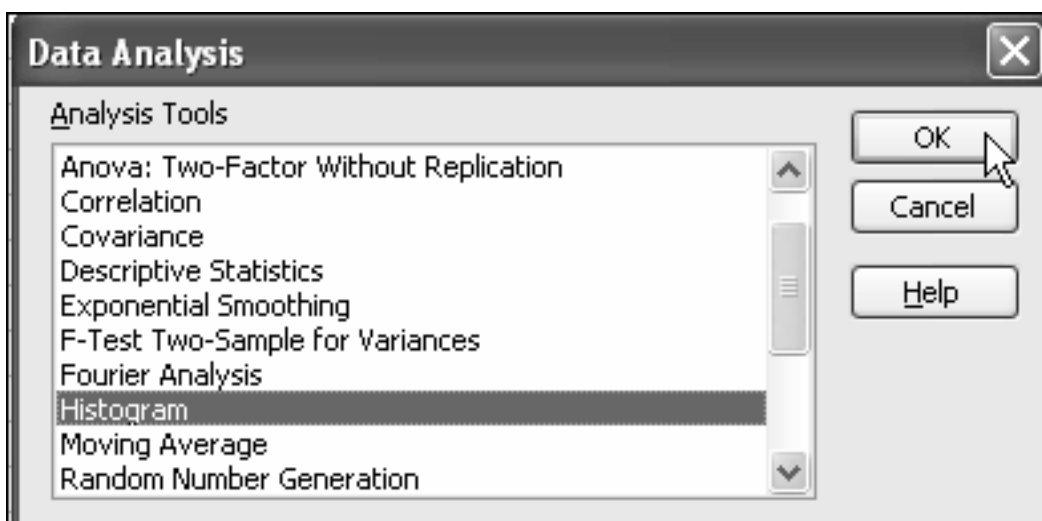 Data Analysis
Analysis Tools
Anova: Two-Factor Without Replication
Correlation
Covariance
Descriptive Statistics
Exponential Smoothing
F-Test Two-Sample for Variances
Fourier Analysis
Histogram
Moving Average
Random Number Generation
OK
Cancel
Help